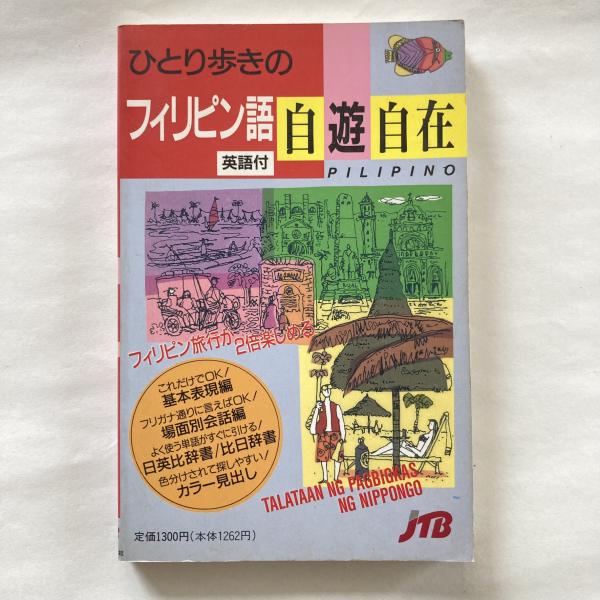 ひとり歩きの
フィリピン語自遊自在
英語付
PILIPINO
フィリピン旅行が2倍楽しめる
これだけでOK!
基本表現編
フリガナ通りに言えばOK!
場面別会話編
よく使う単語がすぐに引ける!
日英比辞書/比日辞書
色分けされて探しやすい!
カラー見出し
TALATAAN NG PAGBIGKAS
NG NIPPONGO
定価1300円(本体1262円)
JTB